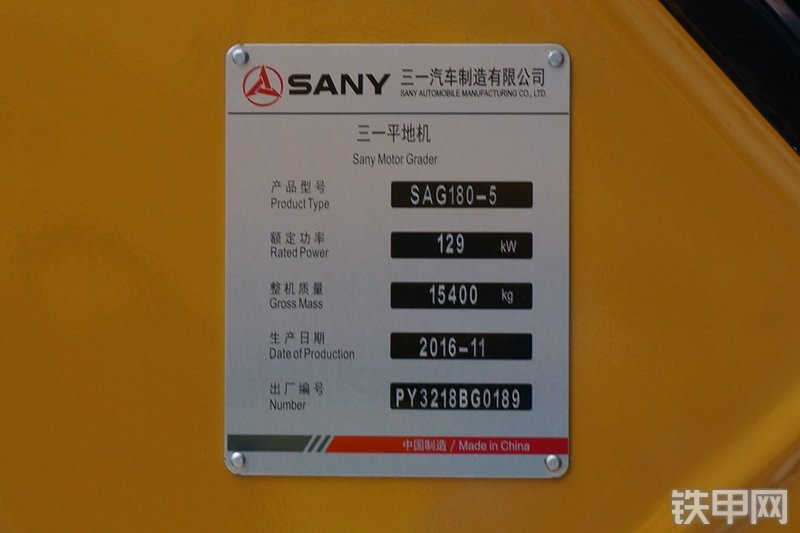 SANY 三一汽车制造有限公司
SANY AUTOMOBILE MANUFACTURING CO., LTD.
三一平地机
Sany Motor Grader
产品型号 SAG180-5
Product Type
额定功率 129 kW
Rated Power
整机质量 15400 kg
Gross Mass
生产日期 2016-11
Date of Production
出厂编号 PY3218BG0189
Number
中国制造 / Made in China
铁甲网